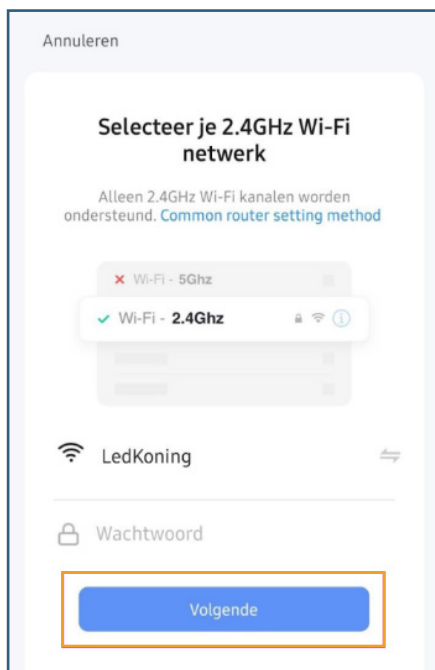 Annuleren
Selecteer je 2.4GHz Wi-Fi
netwerk
Alleen 2.4GHz Wi-Fi kanalen worden
ondersteund. Common router setting method
Wi-Fi - 5Ghz
Wi-Fi - 2.4Ghz
LedKoning
Wachtwoord
Volgende